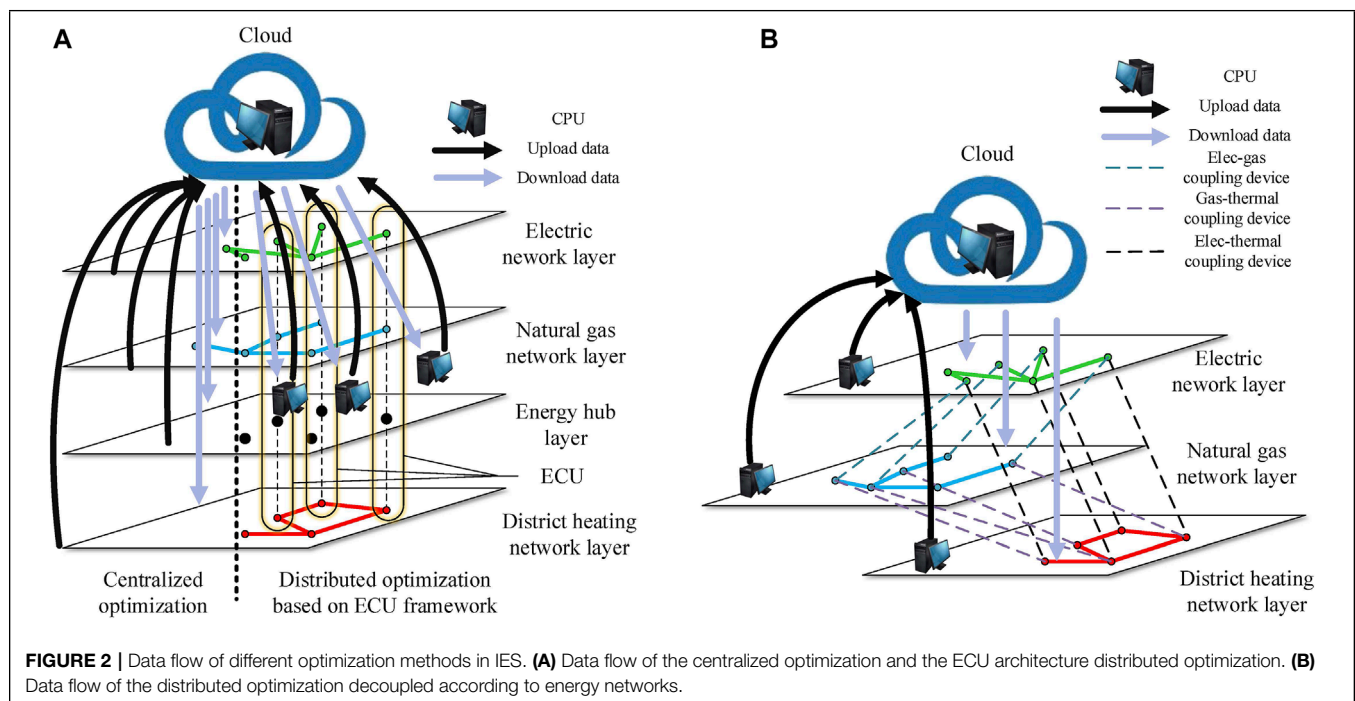 A
Cloud
CPU
Upload data
Download data
Electric
nework layer
Natural gas
network layer
Energy hub
layer
ECU
District heating
network layer
Centralized
optimization
Distributed optimization
based on ECU framework
B
CPU
Upload data
Download data
Elec-gas
coupling device
Gas-thermal
coupling device
Elec-thermal
coupling device
Cloud
Electric
nework layer
Natural gas
network layer
District heating
network layer
FIGURE 2 | Data flow of different optimization methods in IES. (A) Data flow of the centralized optimization and the ECU architecture distributed optimization. (B)
Data flow of the distributed optimization decoupled according to energy networks.